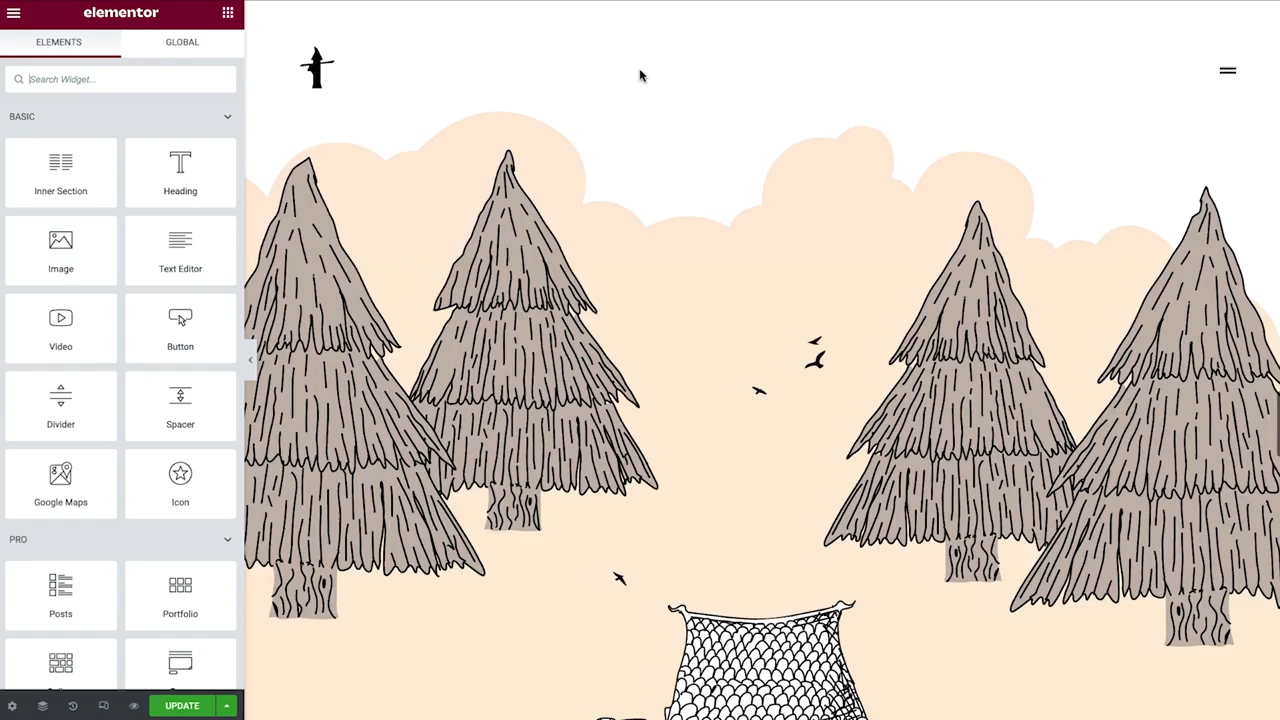 elementor
ELEMENTS GLOBAL
Search Widget...
BASIC
Inner Section Heading
Image Text Editor
Video Button
Divider Spacer
Google Maps Icon
PRO
Posts Portfolio
UPDATE